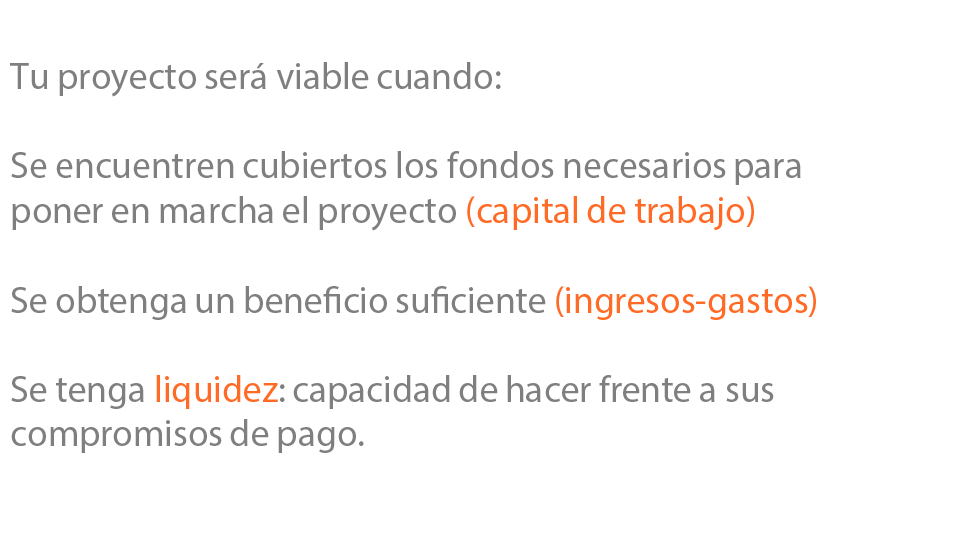 Tu proyecto será viable cuando:
Se encuentren cubiertos los fondos necesarios para
poner en marcha el proyecto (capital de trabajo)
Se obtenga un beneficio suficiente (ingresos-gastos)
Se tenga liquidez: capacidad de hacer frente a sus
compromisos de pago.